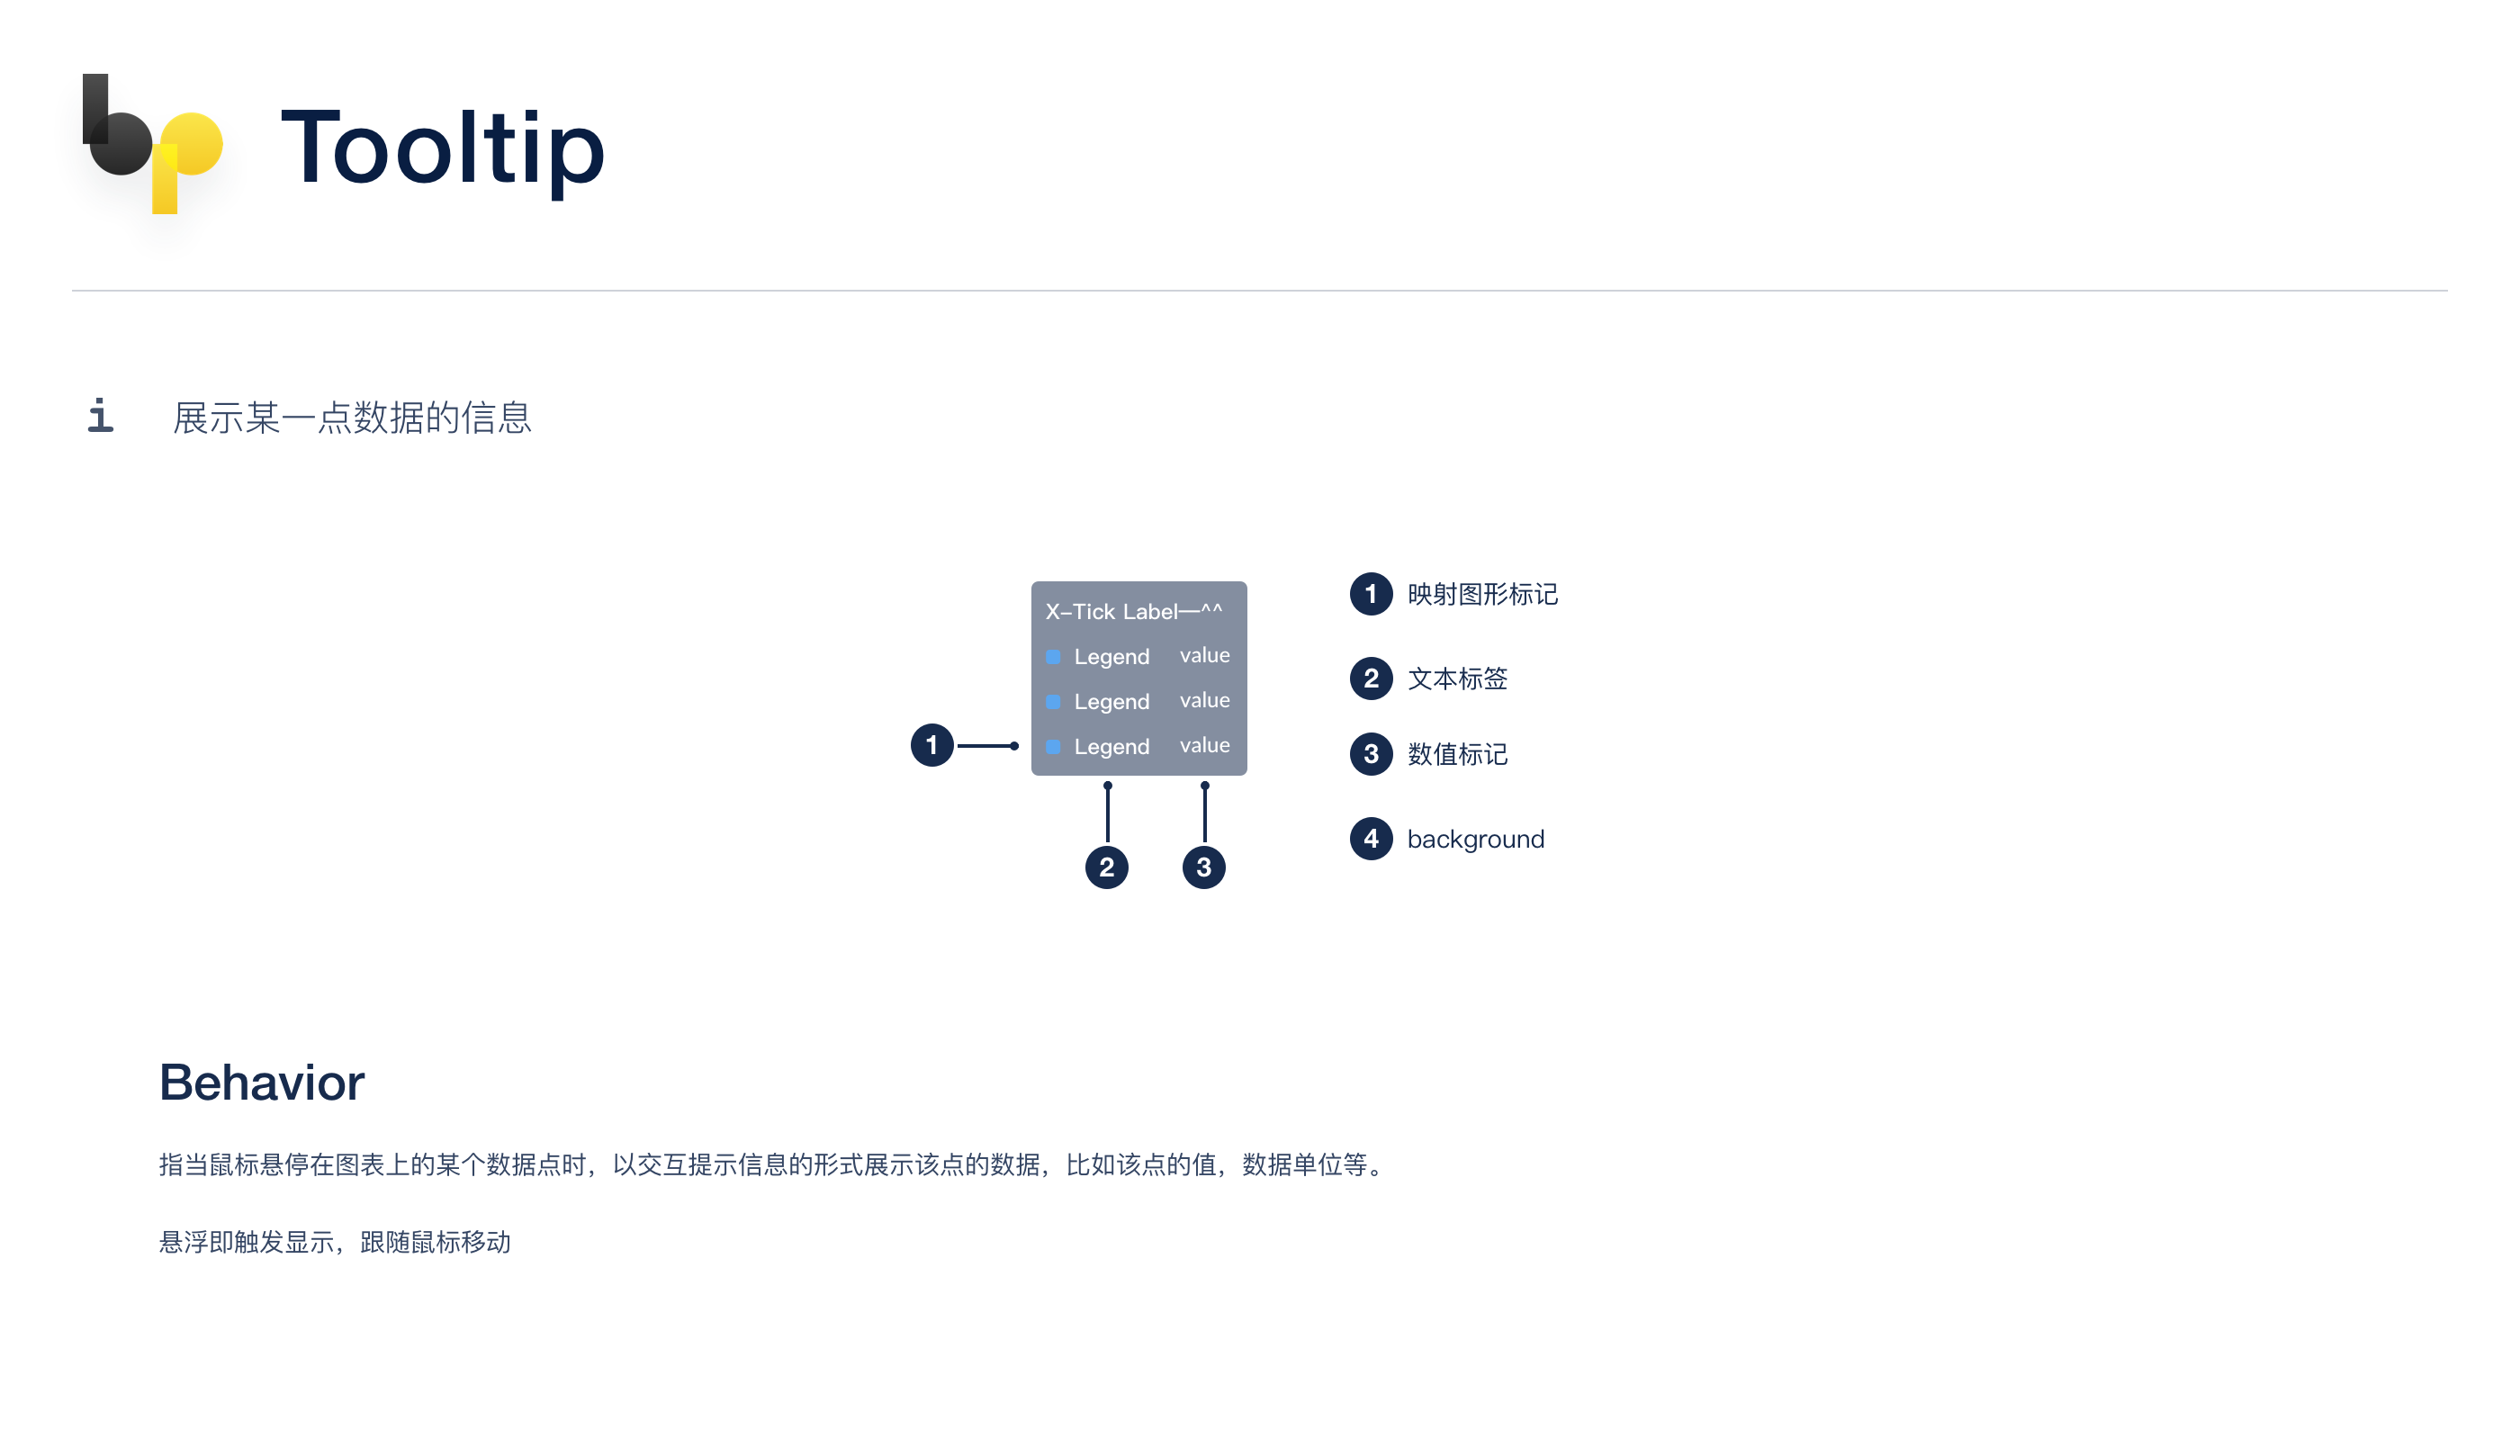 bp
Tooltip
i
展示某一点数据的信息
X-Tick Label—^^
Legend value
Legend value
Legend value
1
2
3
1 映射图形标记
2 文本标签
3 数值标记
4 background
Behavior
指当鼠标悬停在图表上的某个数据点时，以交互提示信息的形式展示该点的数据，比如该点的值，数据单位等。
悬浮即触发显示，跟随鼠标移动